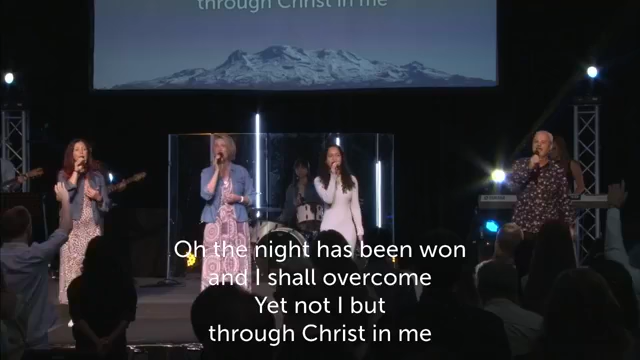 through Christ in me
Oh the night has been won
and I shall overcome
Yet not I but
through Christ in me